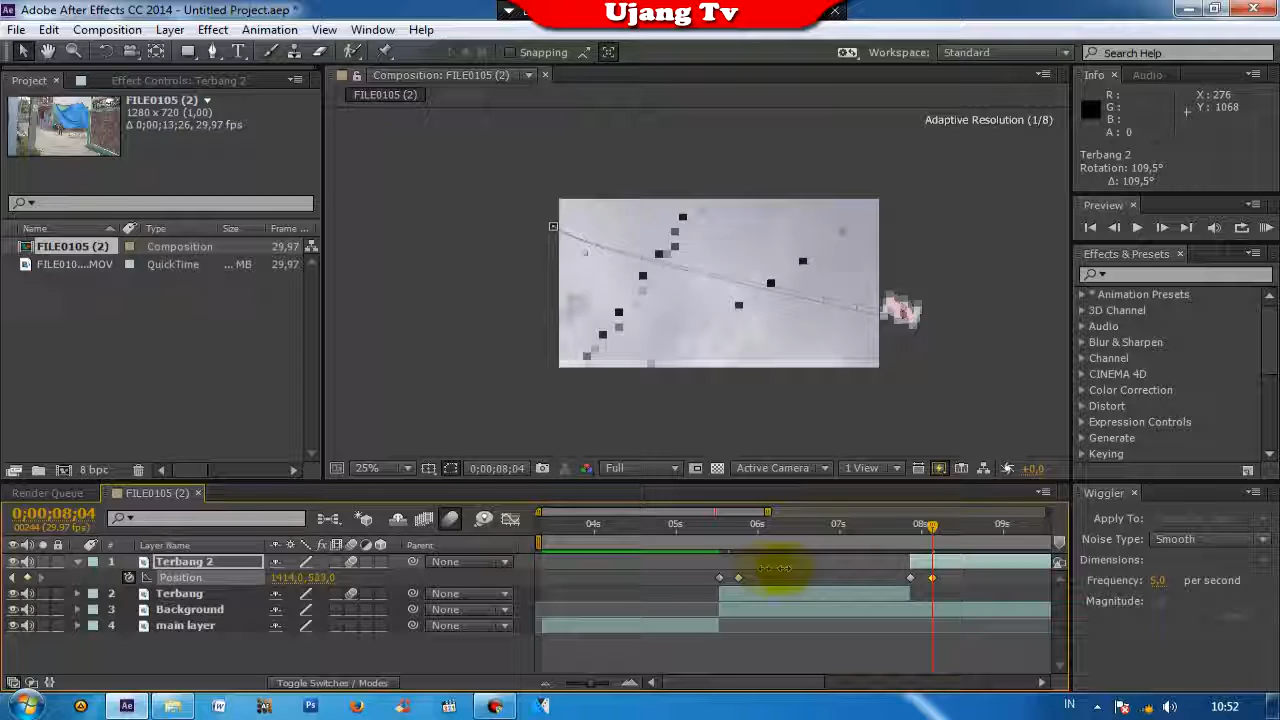 Adobe After Effects CC 2014 - Untitled Project.aep *
Ujang Tv
File Edit Composition Layer Effect Animation View Window Help
Snapping
Workspace: Standard
Search Help
Project
Effect Controls: Terbang 2
Composition: FILE0105 (2)
Info
Audio
FILE0105 (2)
1280 x 720 (1,00)
Δ 0;00;13;26, 29,97 fps
FILE0105 (2)
Adaptive Resolution (1/8)
R :
G :
B :
A : 0
X : 276
Y : 1068
Terbang 2
Rotation: 109,5°
Δ: 109,5°
Preview
Effects & Presets
* Animation Presets
3D Channel
Audio
Blur & Sharpen
Channel
CINEMA 4D
Color Correction
Distort
Expression Controls
Generate
Keying
Name Type Size Frame ...
FILE0105 (2) Composition 29,97
FILE010....MOV QuickTime ... MB 29,97
8 bpc
25%
0;00;08;04
Full
Active Camera
1 View
+0,0
Render Queue
FILE0105 (2)
0;00;08;04
00244 (29.97 fps)
04s 05s 06s 07s 08s 09s
# Layer Name Parent
1 Terbang 2 None
Position 1414,0,533,0
2 Terbang None
3 Background None
4 main layer None
Toggle Switches / Modes
Wiggler
Apply To:
Noise Type: Smooth
Dimensions:
Frequency: 5,0 per second
Magnitude:
IN
10:52